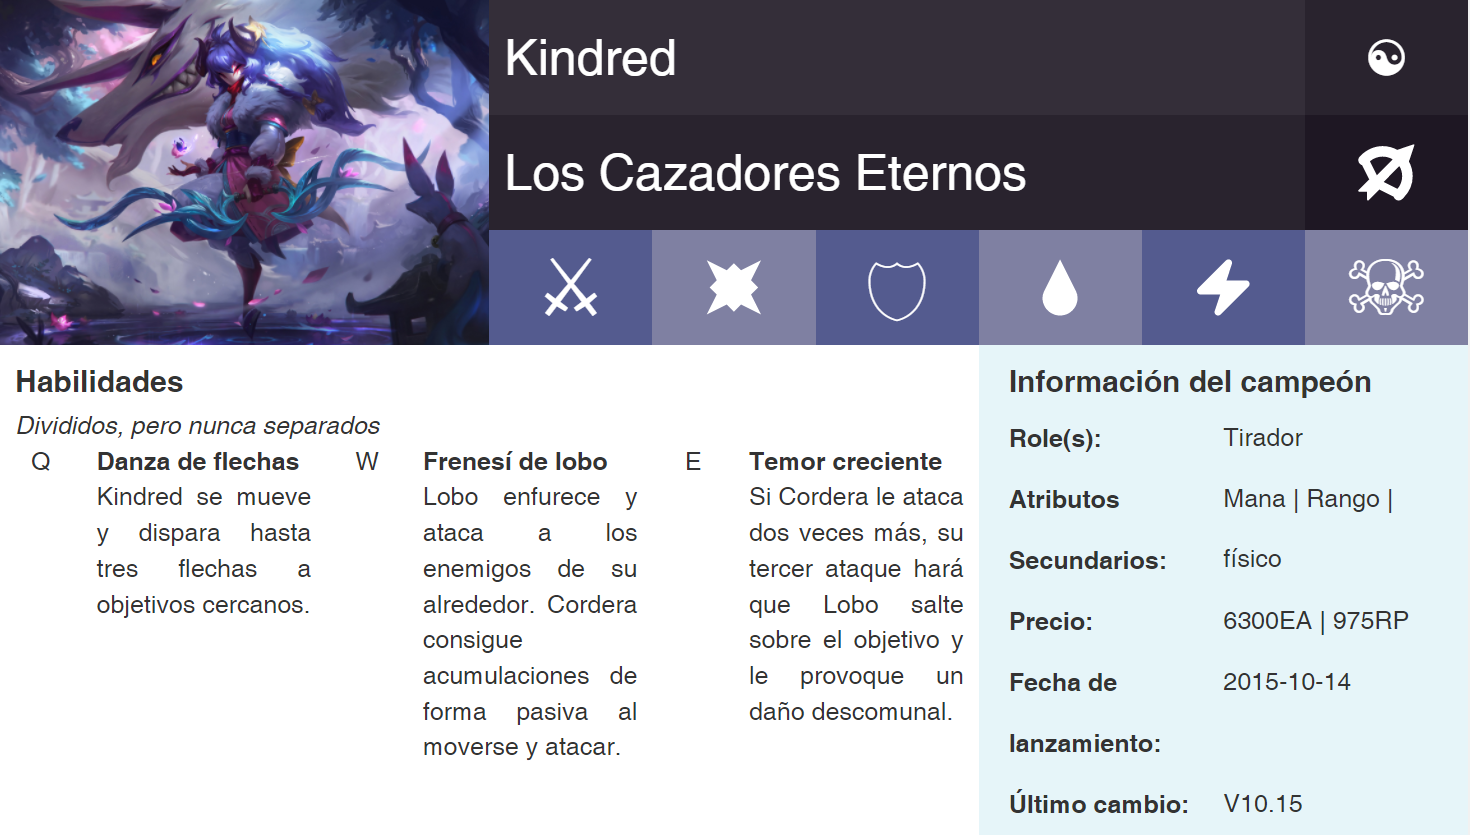 Kindred
Los Cazadores Eternos
Habilidades
Divididos, pero nunca separados
Q
Danza de flechas
Kindred se mueve
y dispara hasta
tres flechas a
objetivos cercanos.
W
Frenesí de lobo
Lobo enfurece y
ataca a los
enemigos de su
alrededor. Cordera
consigue
acumulaciones de
forma pasiva al
moverse y atacar.
E
Temor creciente
Si Cordera le ataca
dos veces más, su
tercer ataque hará
que Lobo salte
sobre el objetivo y
le provoque un
daño descomunal.
Información del campeón
Role(s): Tirador
Atributos Mana | Rango |
Secundarios: físico
Precio: 6300EA | 975RP
Fecha de 2015-10-14
lanzamiento:
Último cambio: V10.15